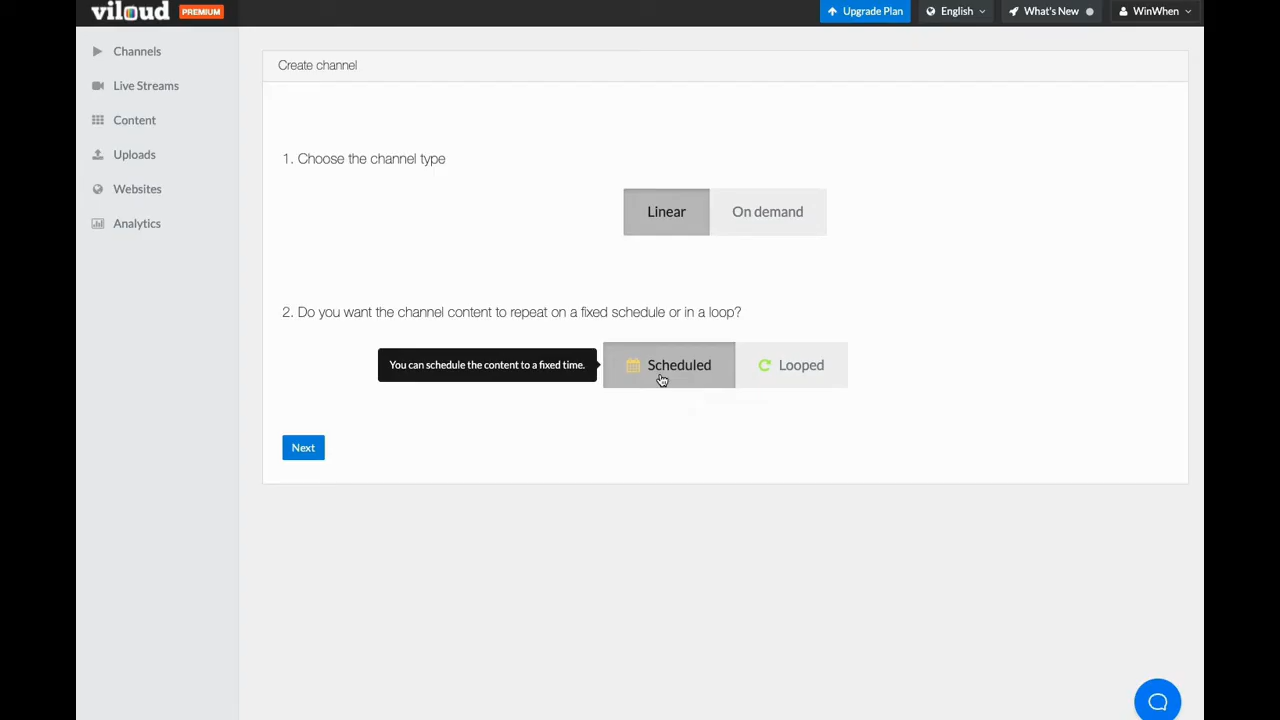 viloud PREMIUM
Upgrade Plan
English
What's New
WinWhen
Channels
Live Streams
Content
Uploads
Websites
Analytics
Create channel
1. Choose the channel type
Linear
On demand
2. Do you want the channel content to repeat on a fixed schedule or in a loop?
You can schedule the content to a fixed time.
Scheduled
Looped
Next